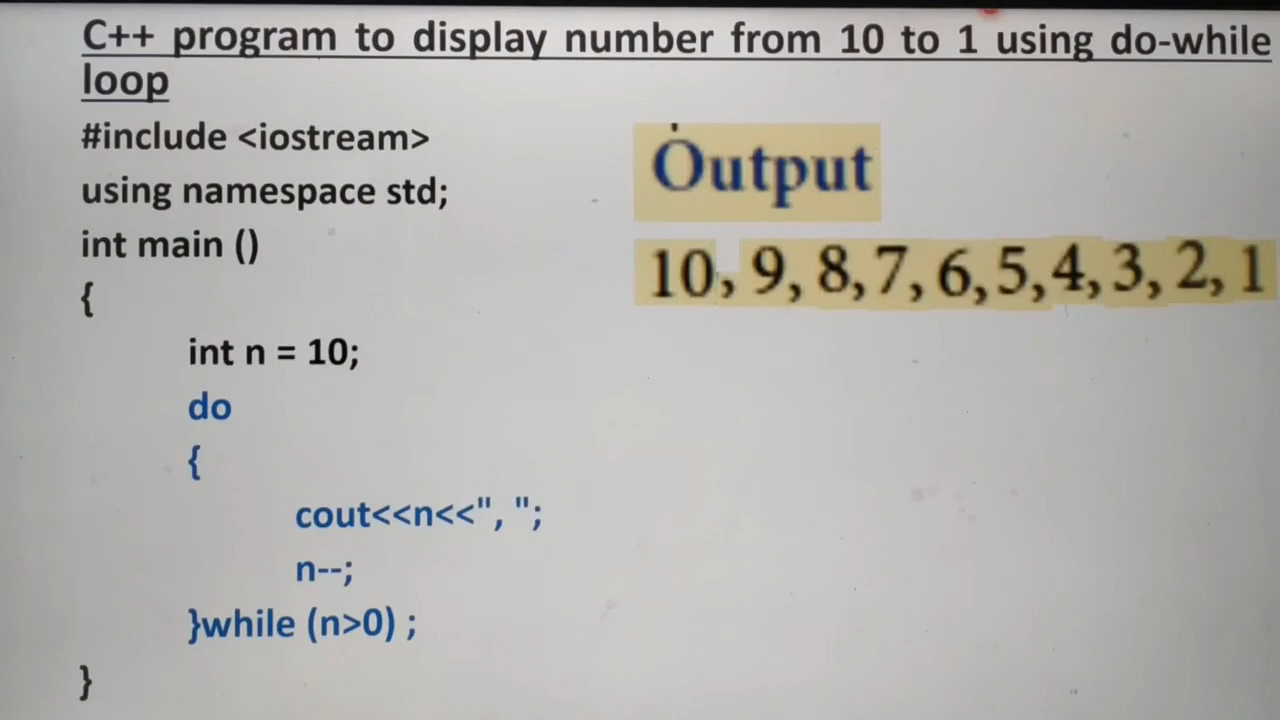 C++ program to display number from 10 to 1 using do-while
loop
#include <iostream>
using namespace std;
int main ()
{
int n = 10;
do
{
cout<<n<<", ";
n--;
}while (n>0) ;
}
Output
10, 9, 8, 7, 6, 5, 4, 3, 2, 1